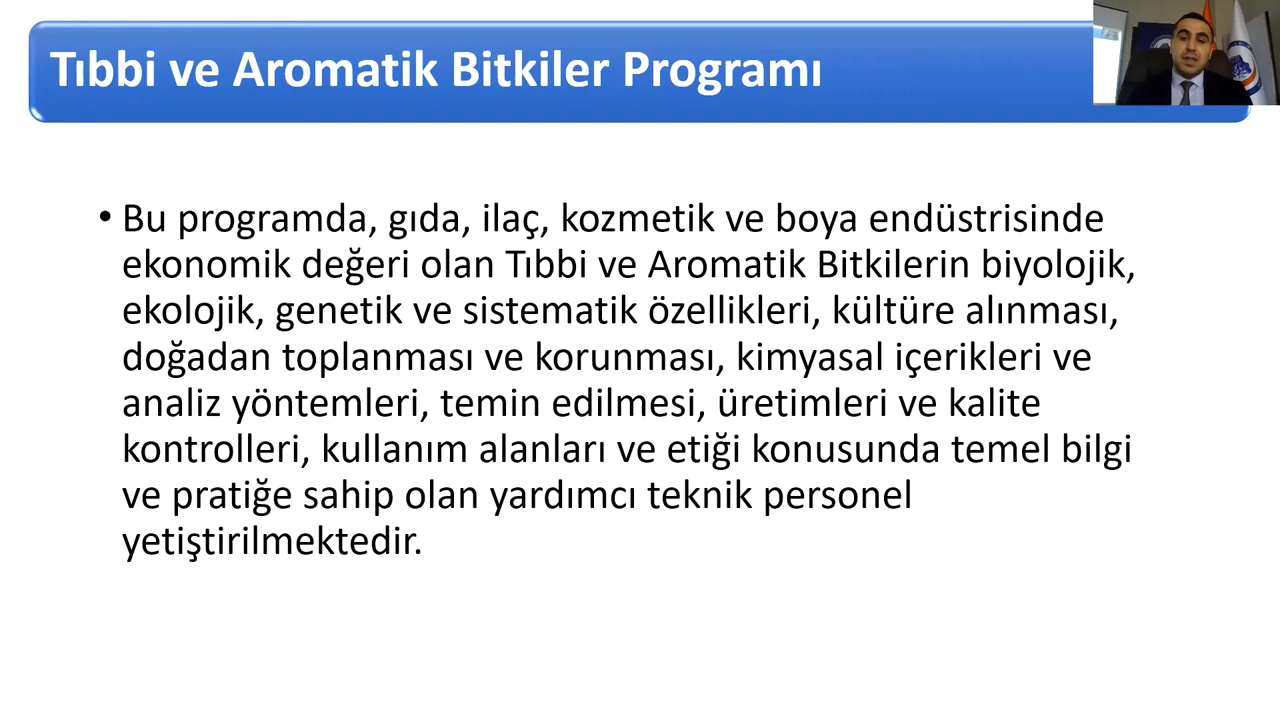 Tıbbi ve Aromatik Bitkiler Programı
• Bu programda, gıda, ilaç, kozmetik ve boya endüstrisinde
ekonomik değeri olan Tıbbi ve Aromatik Bitkilerin biyolojik,
ekolojik, genetik ve sistematik özellikleri, kültüre alınması,
doğadan toplanması ve korunması, kimyasal içerikleri ve
analiz yöntemleri, temin edilmesi, üretimleri ve kalite
kontrolleri, kullanım alanları ve etiği konusunda temel bilgi
ve pratiğe sahip olan yardımcı teknik personel
yetiştirilmektedir.